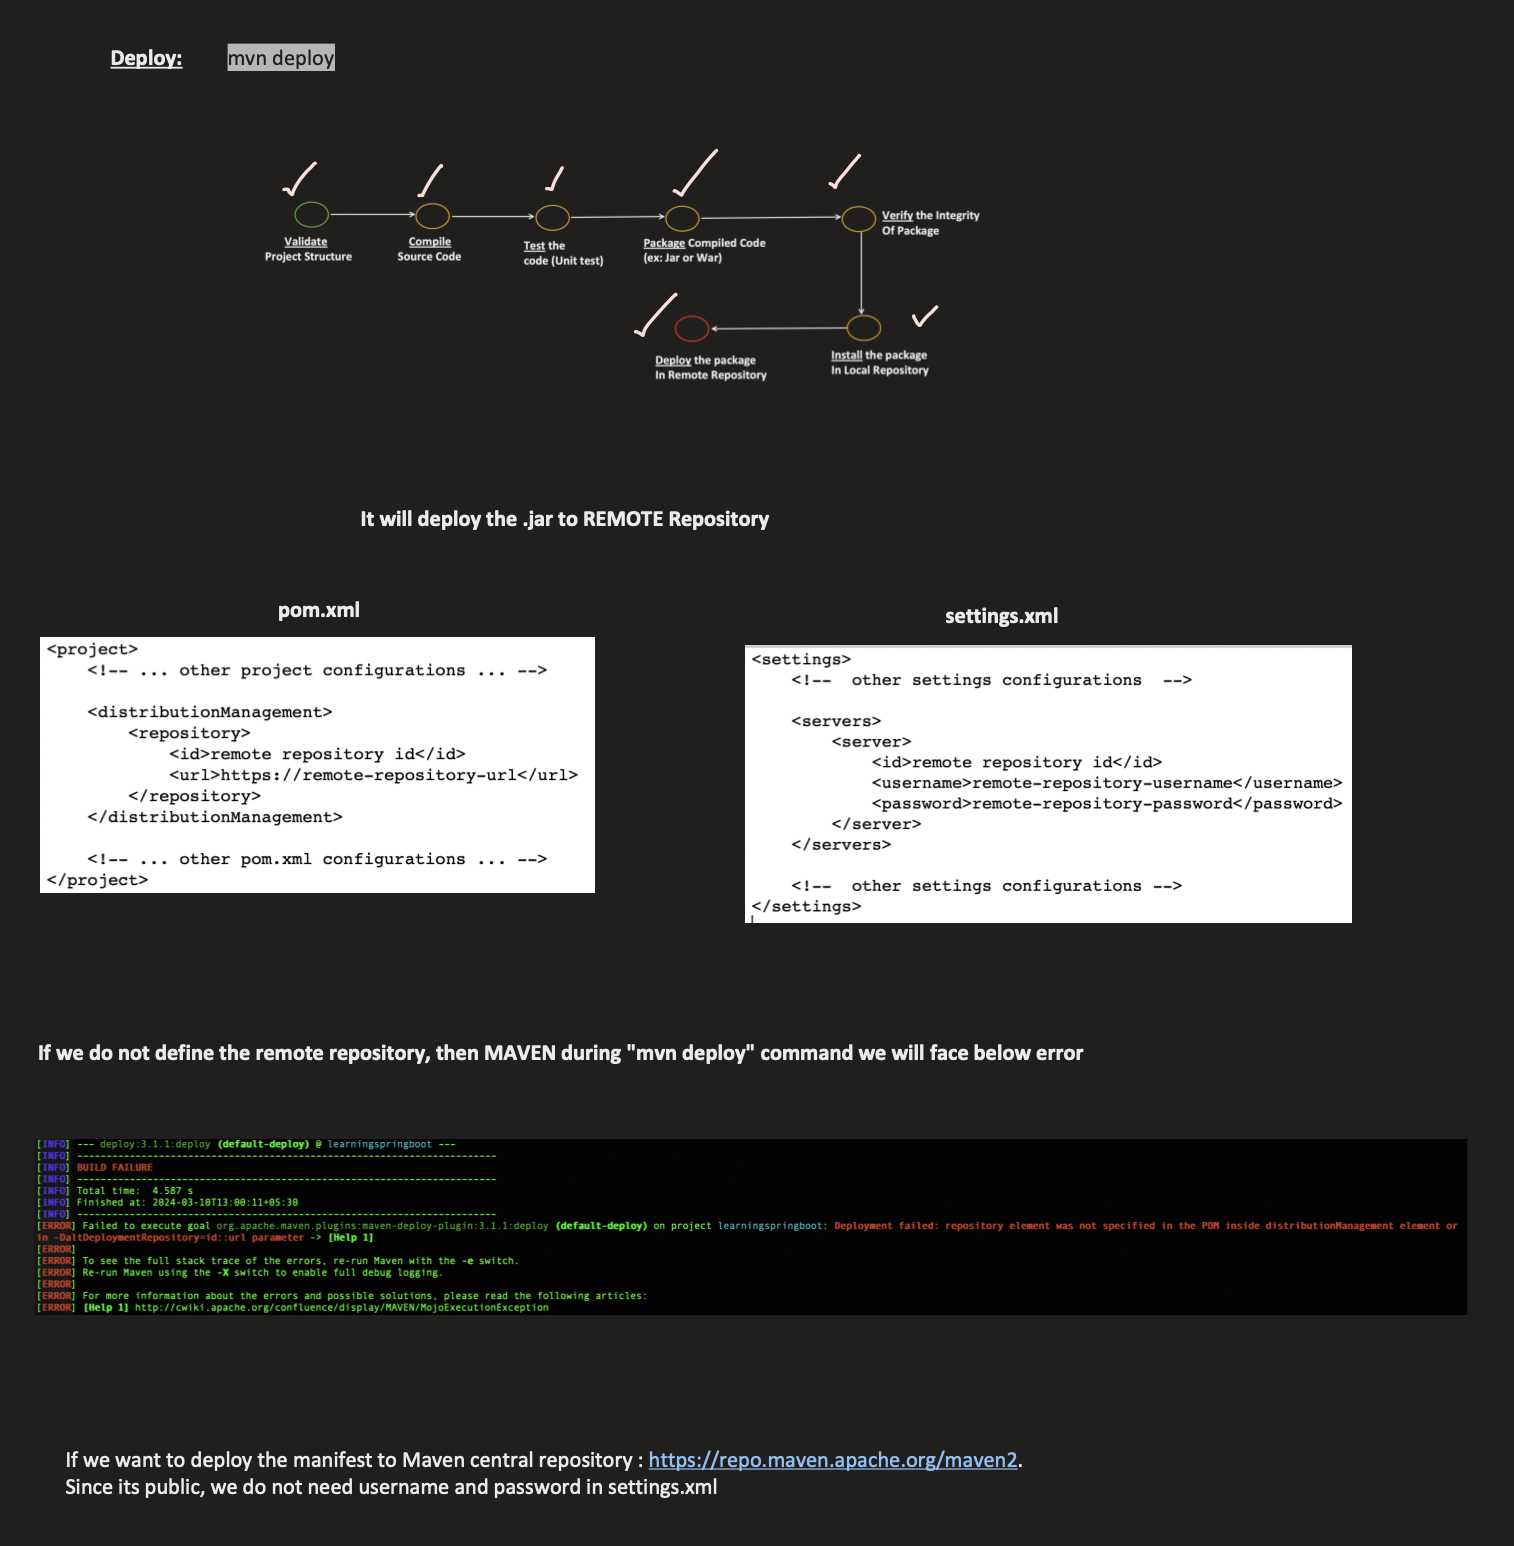 Deploy: mvn deploy
Validate
Project Structure
Compile
Source Code
Test the
code (Unit test)
Package Compiled Code
(ex: Jar or War)
Verify the Integrity
Of Package
Deploy the package
In Remote Repository
Install the package
In Local Repository
It will deploy the .jar to REMOTE Repository
pom.xml
<project>
    <!-- ... other project configurations ... -->
    <distributionManagement>
        <repository>
            <id>remote repository id</id>
            <url>https://remote-repository-url</url>
        </repository>
    </distributionManagement>
    <!-- ... other pom.xml configurations ... -->
</project>
settings.xml
<settings>
    <!--  other settings configurations  -->
    <servers>
        <server>
            <id>remote repository id</id>
            <username>remote-repository-username</username>
            <password>remote-repository-password</password>
        </server>
    </servers>
    <!--  other settings configurations -->
</settings>
If we do not define the remote repository, then MAVEN during "mvn deploy" command we will face below error
[INFO] --- deploy:3.1.1:deploy (default-deploy) @ learningspringboot ---
[INFO] ------------------------------------------------------------------------
[INFO] BUILD FAILURE
[INFO] ------------------------------------------------------------------------
[INFO] Total time:  4.587 s
[INFO] Finished at: 2024-03-10T13:00:11+05:30
[INFO] ------------------------------------------------------------------------
[ERROR] Failed to execute goal org.apache.maven.plugins:maven-deploy-plugin:3.1.1:deploy (default-deploy) on project learningspringboot: Deployment failed: repository element was not specified in the POM inside distributionManagement element or
in -DaltDeploymentRepository=id::url parameter -> [Help 1]
[ERROR]
[ERROR] To see the full stack trace of the errors, re-run Maven with the -e switch.
[ERROR] Re-run Maven using the -X switch to enable full debug logging.
[ERROR]
[ERROR] For more information about the errors and possible solutions, please read the following articles:
[ERROR] [Help 1] http://cwiki.apache.org/confluence/display/MAVEN/MojoExecutionException
If we want to deploy the manifest to Maven central repository : https://repo.maven.apache.org/maven2.
Since its public, we do not need username and password in settings.xml